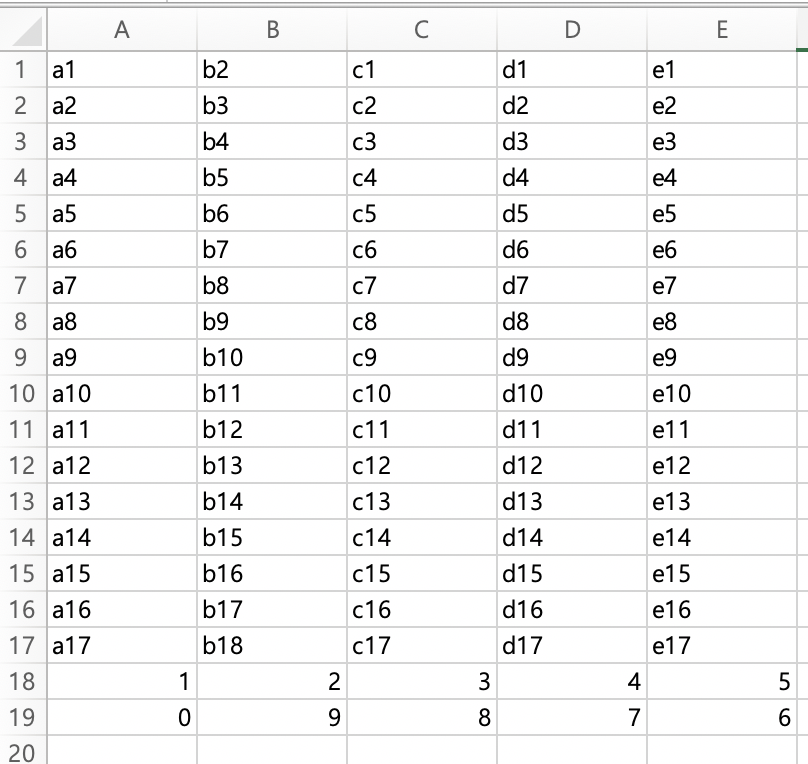 A B C D E
1 a1 b2 c1 d1 e1
2 a2 b3 c2 d2 e2
3 a3 b4 c3 d3 e3
4 a4 b5 c4 d4 e4
5 a5 b6 c5 d5 e5
6 a6 b7 c6 d6 e6
7 a7 b8 c7 d7 e7
8 a8 b9 c8 d8 e8
9 a9 b10 c9 d9 e9
10 a10 b11 c10 d10 e10
11 a11 b12 c11 d11 e11
12 a12 b13 c12 d12 e12
13 a13 b14 c13 d13 e13
14 a14 b15 c14 d14 e14
15 a15 b16 c15 d15 e15
16 a16 b17 c16 d16 e16
17 a17 b18 c17 d17 e17
18 1 2 3 4 5
19 0 9 8 7 6
20